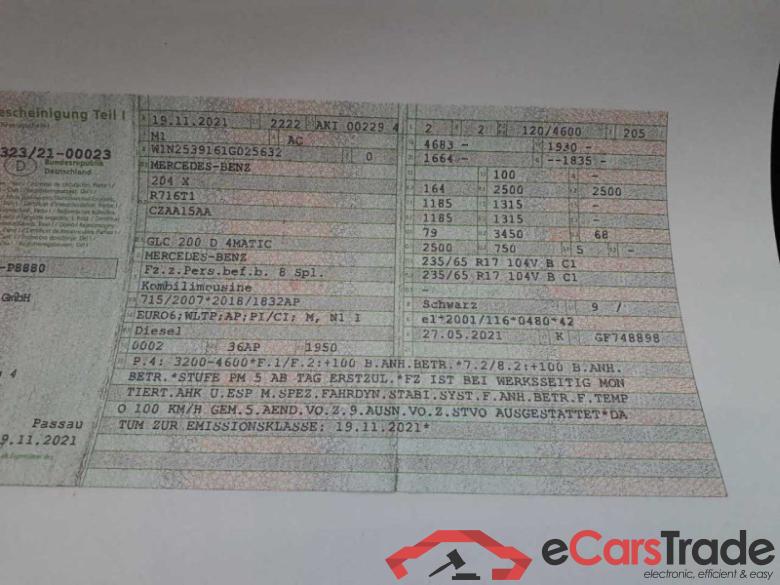 escheinigung Teil I
323/21-00023
D
Bundesrepublik
Deutschland
-P8880
GmbH
4
Passau
9.11.2021
19.11.2021 2222 AKI 00229 4
M1 AC
W1N2539161G025632 0
MERCEDES-BENZ
204 X
R716T1
CZAA15AA
GLC 200 D 4MATIC
MERCEDES-BENZ
Fz.z.Pers.bef.b. 8 Spl.
Kombilimousine
715/2007*2018/1832AP
EURO6;WLTP;AP;PI/CI; M, N1 I
Diesel
0002 36AP 1950
2 2 120/4600 205
4683 - 1930 -
1664 - --1835 -
100 -
164 2500 2500
1185 1315 -
1185 1315 -
79 3450 68
2500 750 5 -
235/65 R17 104V B C1
235/65 R17 104V B C1
-
Schwarz 9 /
e1*2001/116*0480*42
27.05.2021 K GF748898
P.4: 3200-4600*F.1/F.2:+100 B.ANH.BETR.*7.2/8.2:+100 B.ANH.
BETR.*STUFE PM 5 AB TAG ERSTZUL.*FZ IST BEI WERKSSEITIG MON
TIERT.AHK U.ESP M.SPEZ.FAHRDYN.STABI.SYST.F.ANH.BETR.F.TEMP
O 100 KM/H GEM.5.AEND.VO.Z.9.AUSN.VO.Z.STVO AUSGESTATTET*DA
TUM ZUR EMISSIONSKLASSE: 19.11.2021*
eCarsTrade
electronic, efficient & easy